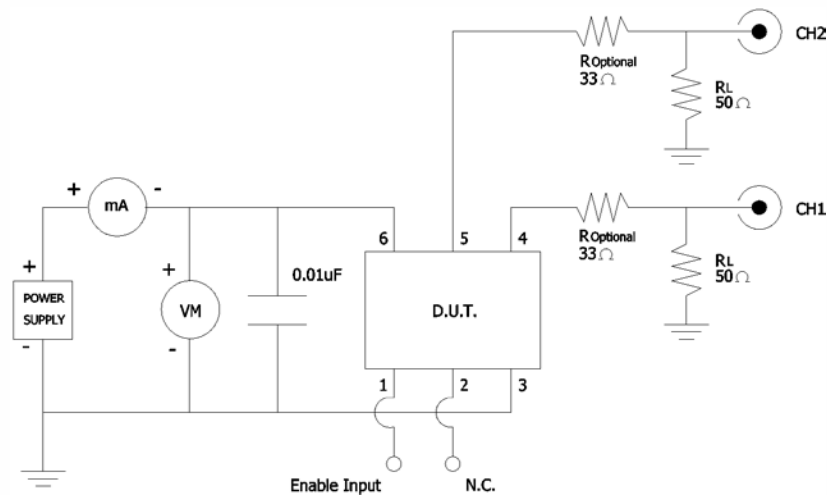 CH2
ROptional
33Ω
RL
50Ω
+ mA -
CH1
6 5 4
ROptional
33Ω
+ +
0.01uF
RL
50Ω
POWER
SUPPLY
VM
D.U.T.
- -
1 2 3
Enable Input
N.C.